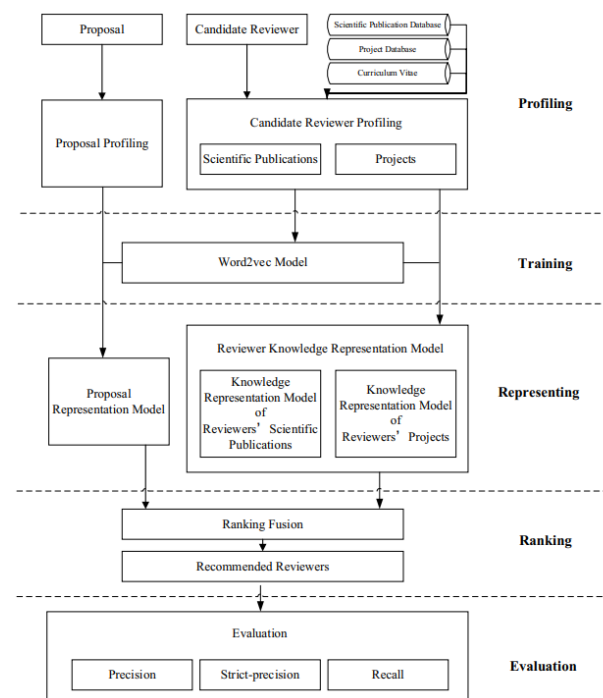 Proposal
Candidate Reviewer
Scientific Publication Database
Project Database
Curriculum Vitae
Profiling
Proposal Profiling
Candidate Reviewer Profiling
Scientific Publications
Projects
Word2vec Model
Training
Reviewer Knowledge Representation Model
Proposal
Representation Model
Knowledge
Representation Model
of
Reviewers’ Scientific
Publications
Knowledge
Representation Model
of
Reviewers’ Projects
Representing
Ranking Fusion
Recommended Reviewers
Ranking
Evaluation
Precision
Strict-precision
Recall
Evaluation